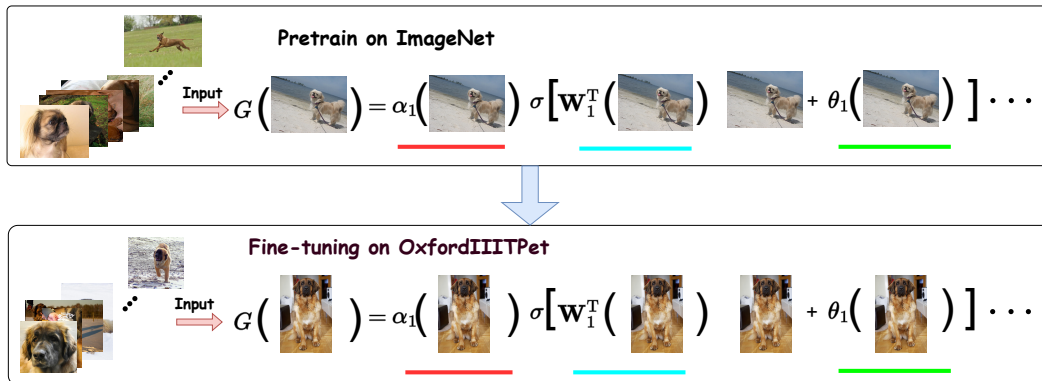 Pretrain on ImageNet
Input
G ( ) = α₁( ) σ[W₁ᵀ( ) + θ₁( ) ] · · ·
Fine-tuning on OxfordIIITPet
Input
G ( ) = α₁( ) σ[W₁ᵀ( ) + θ₁( ) ] · · ·